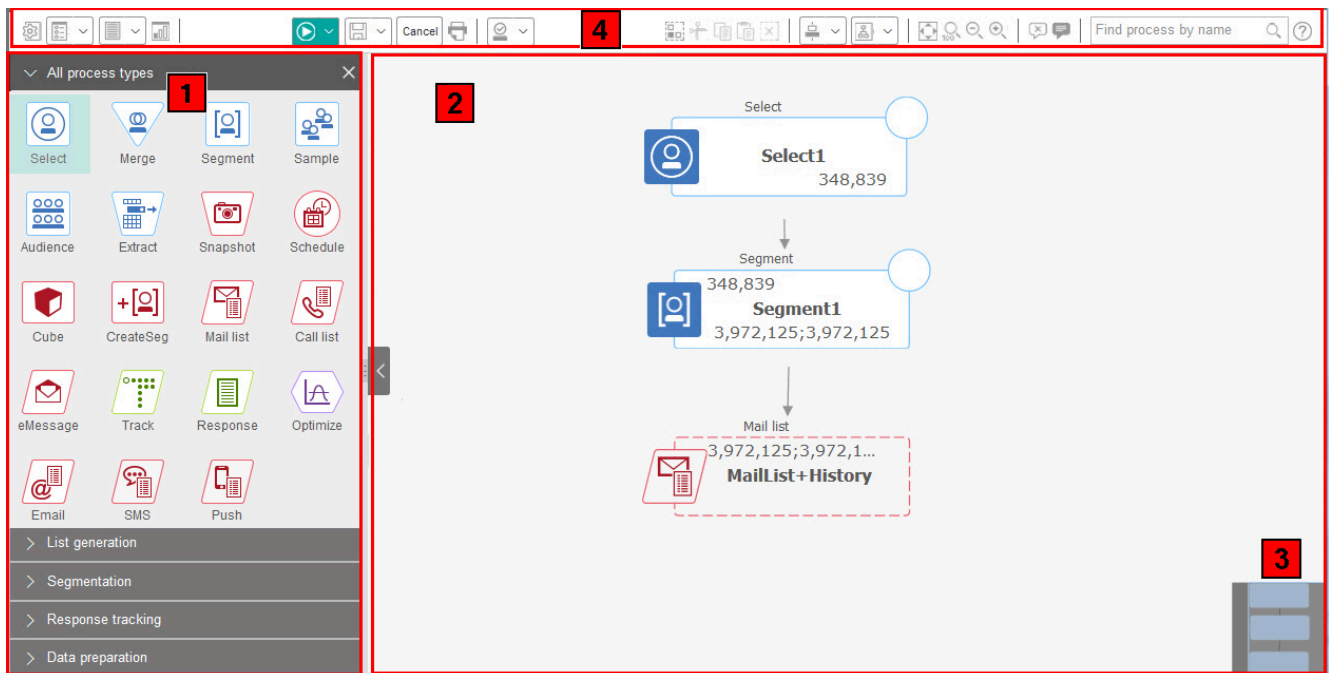 Cancel
4
100
Find process by name
?
All process types
1
Select
Merge
Segment
Sample
Audience
Extract
Snapshot
Schedule
Cube
CreateSeg
Mail list
Call list
eMessage
Track
Response
Optimize
Email
SMS
Push
List generation
Segmentation
Response tracking
Data preparation
2
Select
Select1
348,839
Segment
348,839
Segment1
3,972,125;3,972,125
Mail list
3,972,125;3,972,1...
MailList+History
3